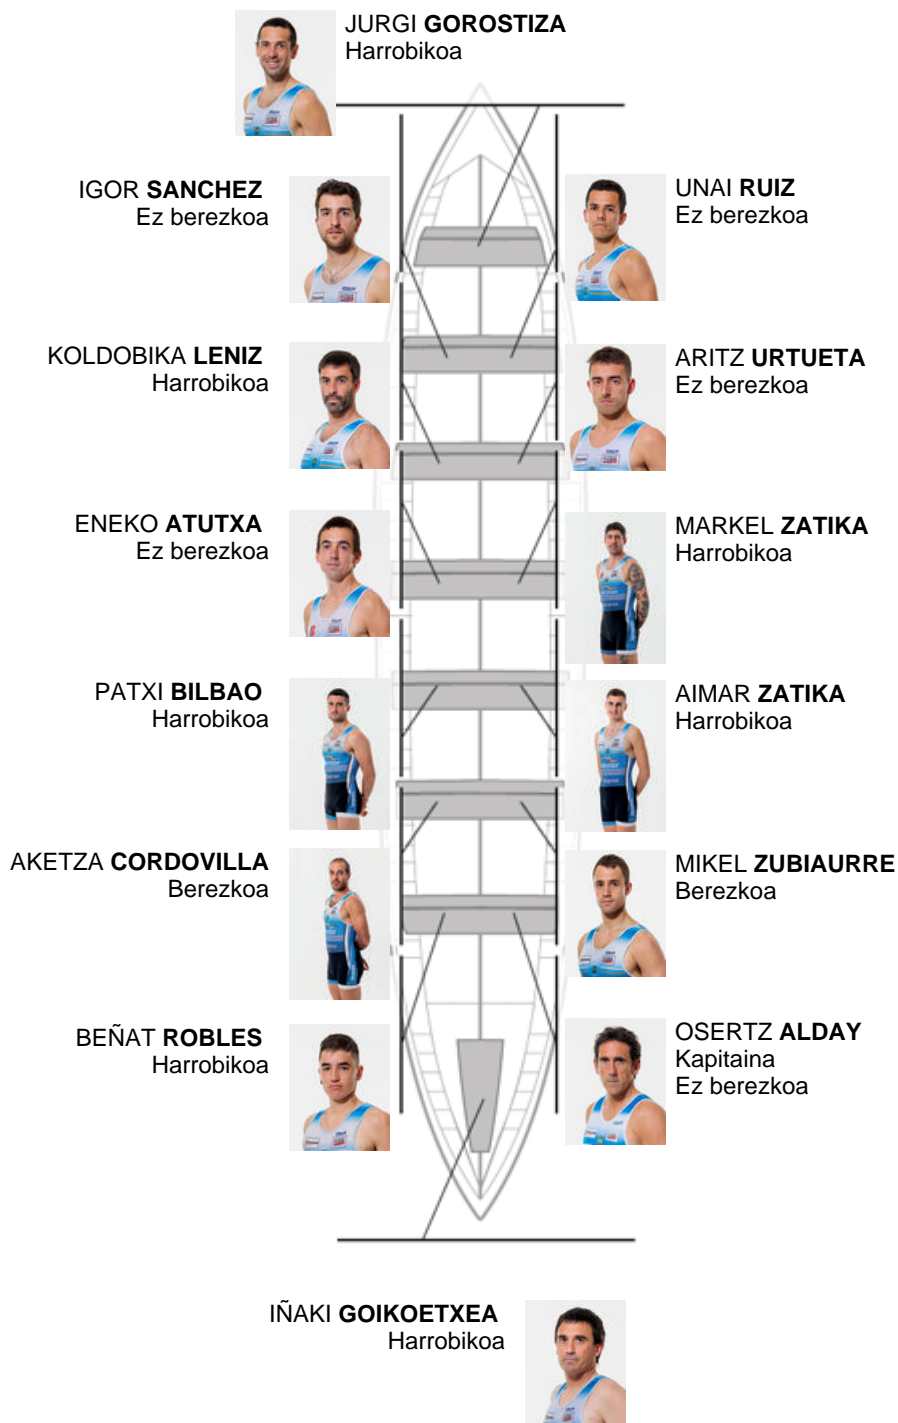 JURGI GOROSTIZA
Harrobikoa
IGOR SANCHEZ
Ez berezkoa
UNAI RUIZ
Ez berezkoa
KOLDOBIKA LENIZ
Harrobikoa
ARITZ URTUETA
Ez berezkoa
ENEKO ATUTXA
Ez berezkoa
MARKEL ZATIKA
Harrobikoa
PATXI BILBAO
Harrobikoa
AIMAR ZATIKA
Harrobikoa
AKETZA CORDOVILLA
Berezkoa
MIKEL ZUBIAURRE
Berezkoa
BEÑAT ROBLES
Harrobikoa
OSERTZ ALDAY
Kapitaina
Ez berezkoa
IÑAKI GOIKOETXEA
Harrobikoa